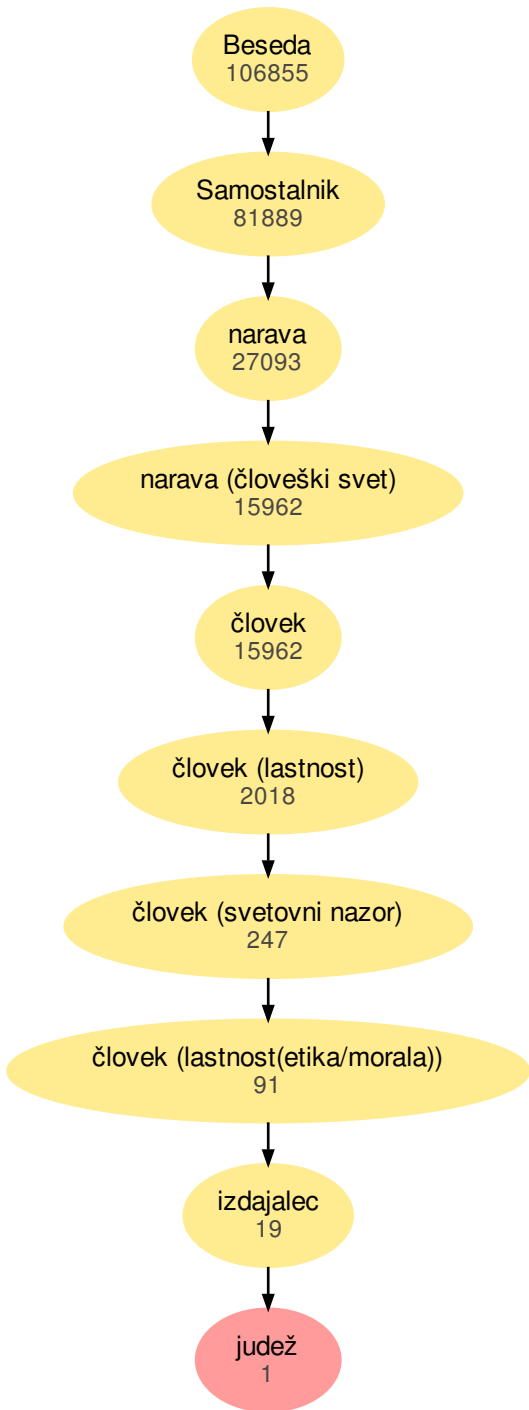 Beseda
106855
Samostalnik
81889
narava
27093
narava (človeški svet)
15962
človek
15962
človek (lastnost)
2018
človek (svetovni nazor)
247
človek (lastnost(etika/morala))
91
izdajalec
19
judež
1